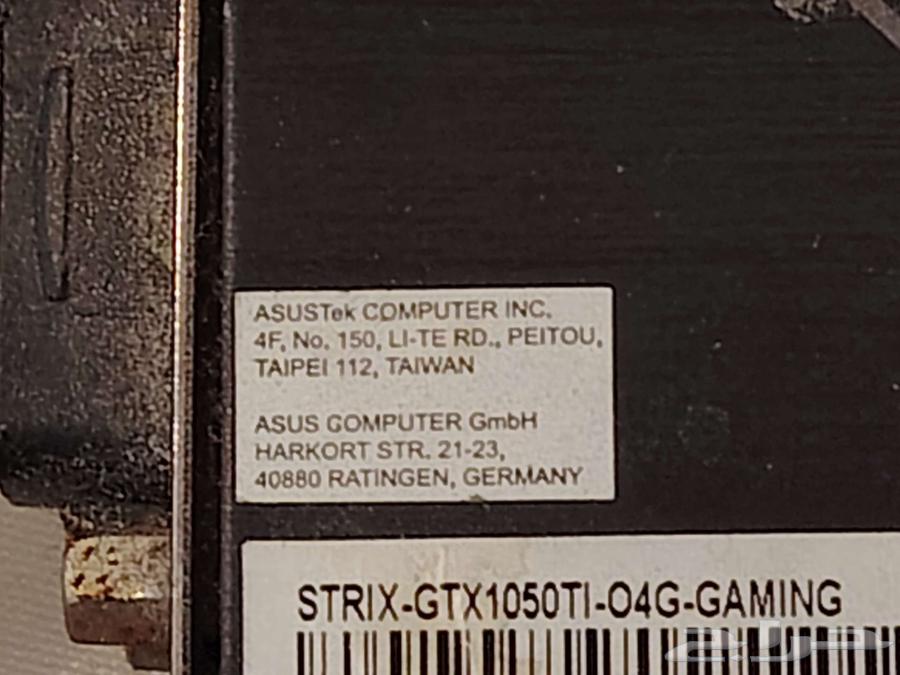 ASUSTek COMPUTER INC.
4F, No. 150, LI-TE RD., PEITOU,
TAIPEI 112, TAIWAN
ASUS COMPUTER GmbH
HARKORT STR. 21-23,
40880 RATINGEN, GERMANY
STRIX-GTX1050TI-O4G-GAMING
حراج